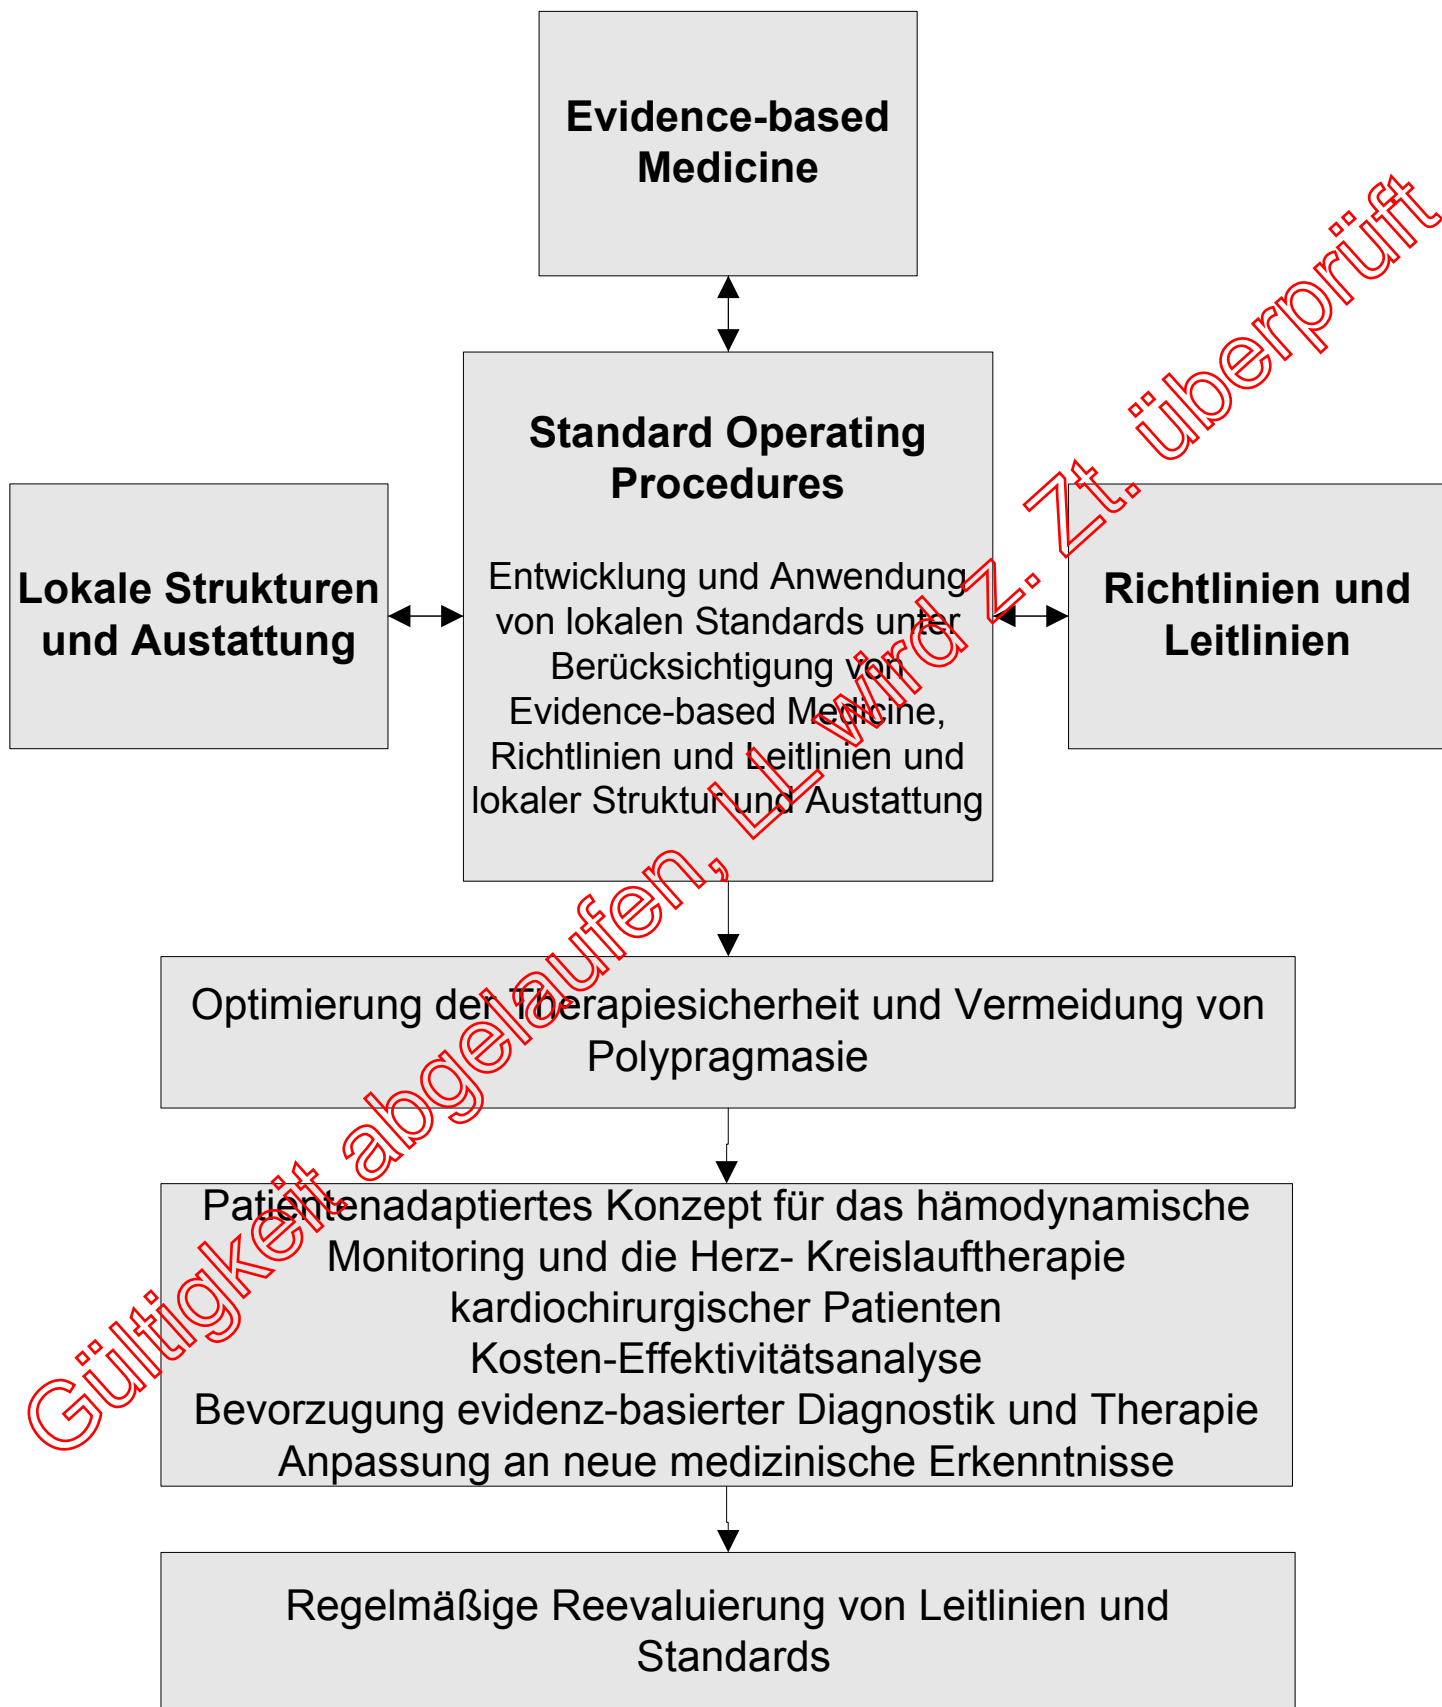 Evidence-based
Medicine
Standard Operating
Procedures
Entwicklung und Anwendung
von lokalen Standards unter
Berücksichtigung von
Evidence-based Medicine,
Richtlinien und Leitlinien und
lokaler Struktur und Austattung
Lokale Strukturen
und Austattung
Richtlinien und
Leitlinien
Optimierung der Therapiesicherheit und Vermeidung von
Polypragmasie
Patientenadaptiertes Konzept für das hämodynamische
Monitoring und die Herz- Kreislauftherapie
kardiochirurgischer Patienten
Kosten-Effektivitätsanalyse
Bevorzugung evidenz-basierter Diagnostik und Therapie
Anpassung an neue medizinische Erkenntnisse
Regelmäßige Reevaluierung von Leitlinien und
Standards
Gültigkeit abgelaufen, LL wird z. Zt. überprüft